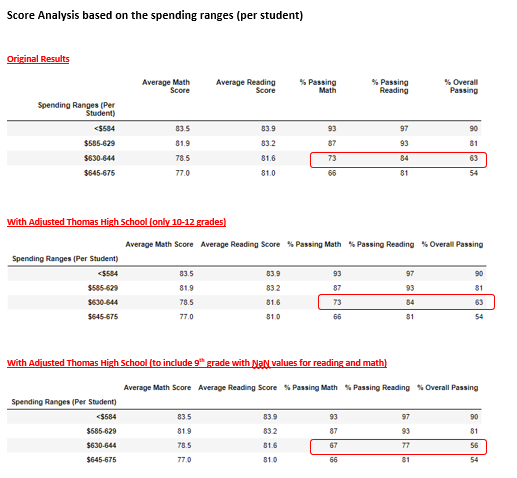 Score Analysis based on the spending ranges (per student)
Original Results
Average Math Score Average Reading Score % Passing Math % Passing Reading % Overall Passing
Spending Ranges (Per Student)
<$584 83.5 83.9 93 97 90
$585-629 81.9 83.2 87 93 81
$630-644 78.5 81.6 73 84 63
$645-675 77.0 81.0 66 81 54
With Adjusted Thomas High School (only 10-12 grades)
Average Math Score Average Reading Score % Passing Math % Passing Reading % Overall Passing
Spending Ranges (Per Student)
<$584 83.5 83.9 93 97 90
$585-629 81.9 83.2 87 93 81
$630-644 78.5 81.6 73 84 63
$645-675 77.0 81.0 66 81 54
With Adjusted Thomas High School (to include 9th grade with NaN values for reading and math)
Average Math Score Average Reading Score % Passing Math % Passing Reading % Overall Passing
Spending Ranges (Per Student)
<$584 83.5 83.9 93 97 90
$585-629 81.9 83.2 87 93 81
$630-644 78.5 81.6 67 77 56
$645-675 77.0 81.0 66 81 54